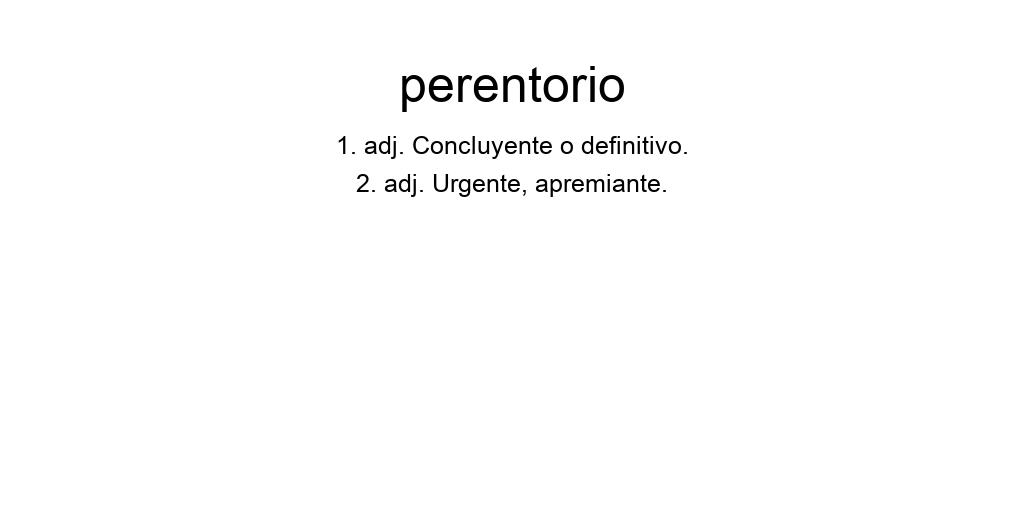 perentorio
1. adj. Concluyente o definitivo.
2. adj. Urgente, apremiante.